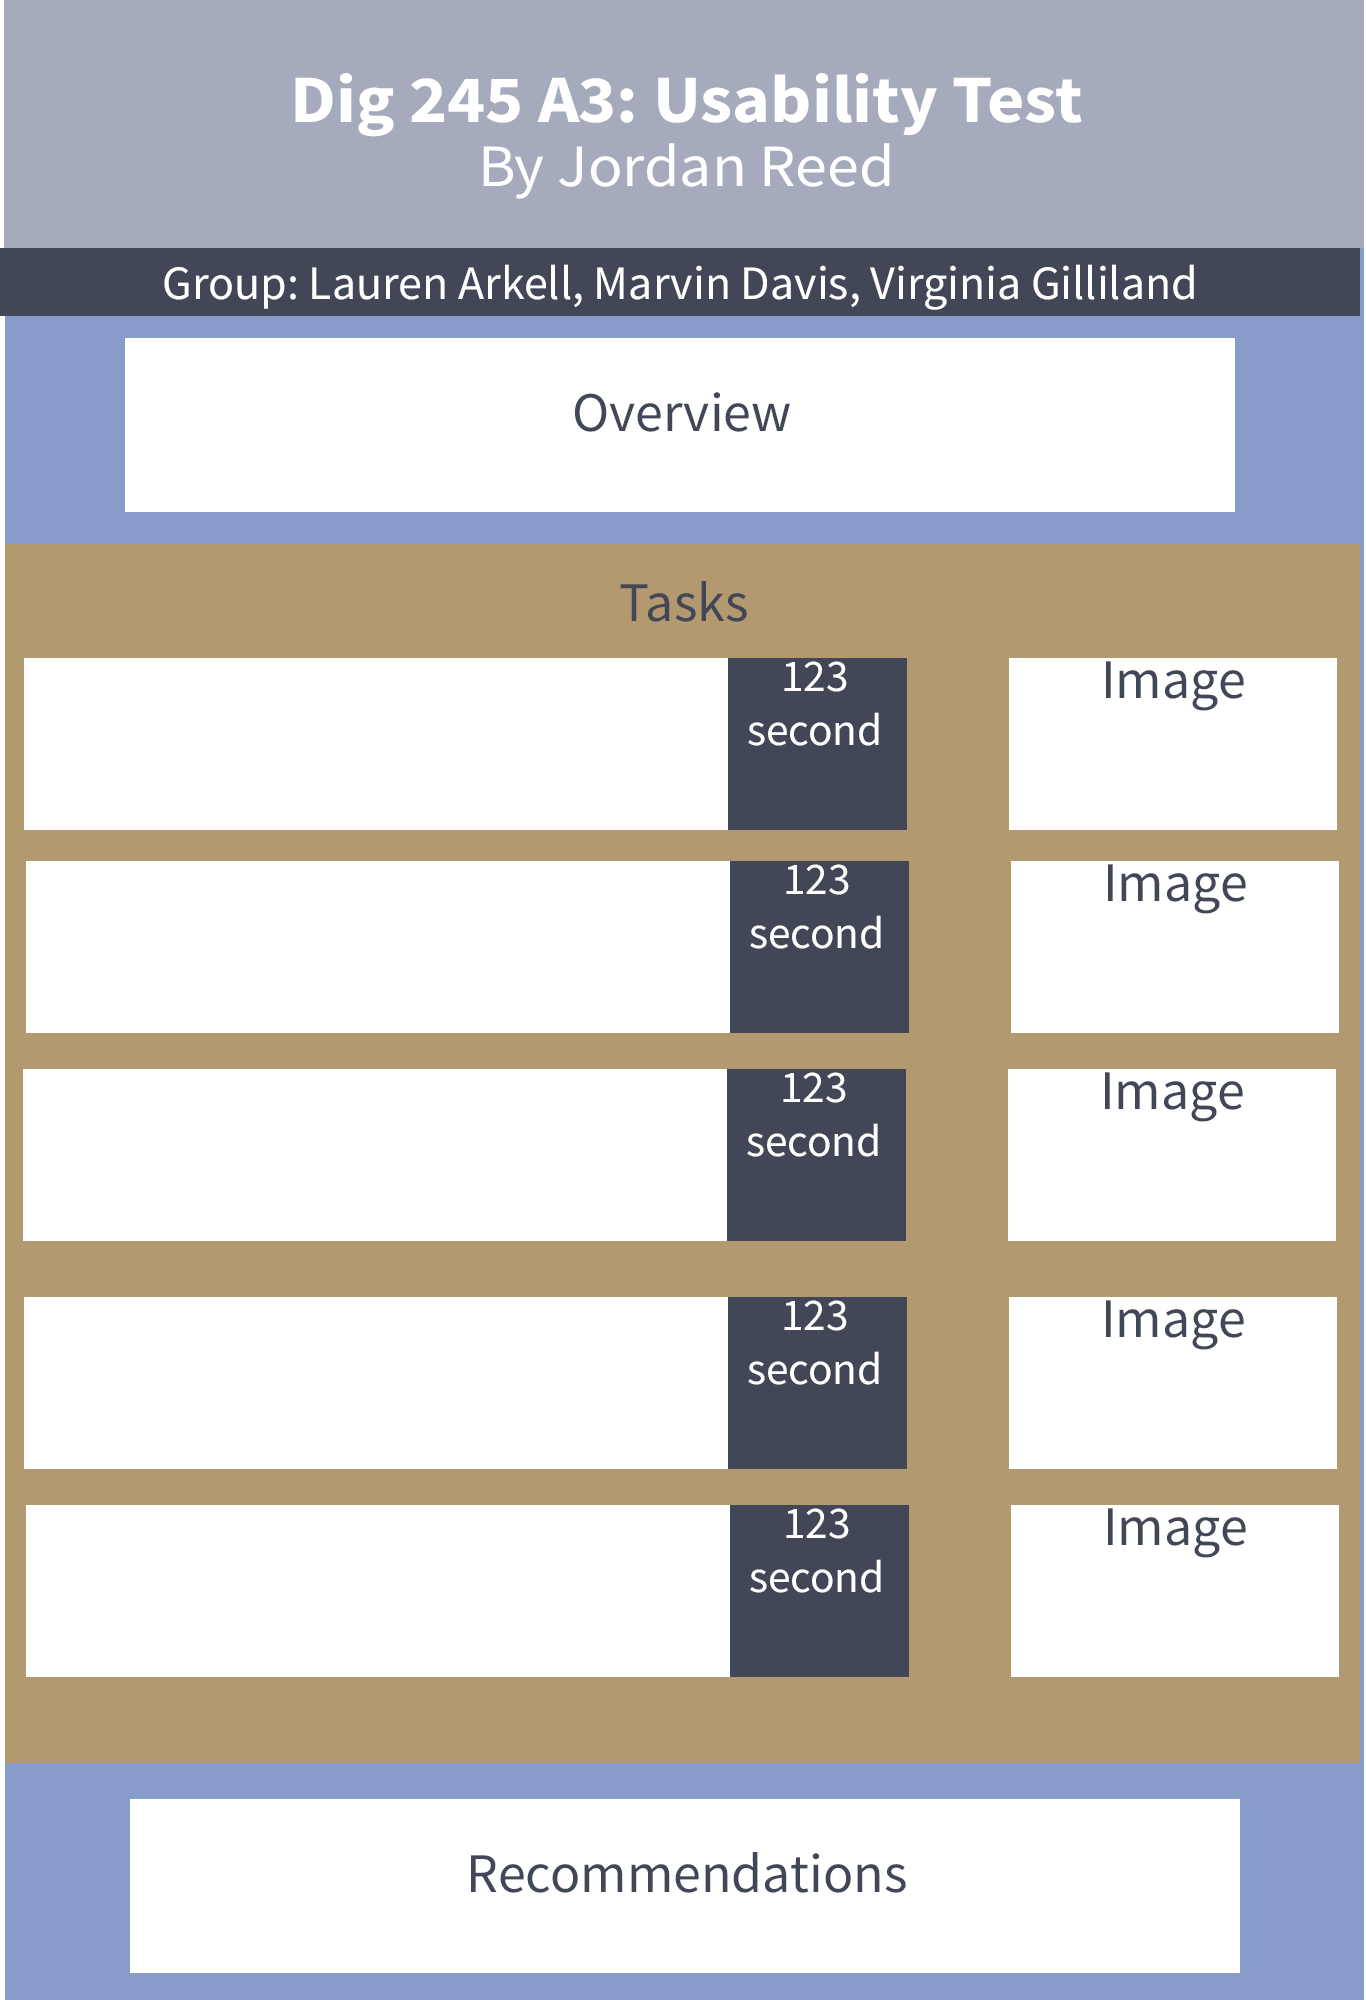 Dig 245 A3: Usability Test
By Jordan Reed
Group: Lauren Arkell, Marvin Davis, Virginia Gilliland
Overview
Tasks
123
second
Image
123
second
Image
123
second
Image
123
second
Image
123
second
Image
Recommendations